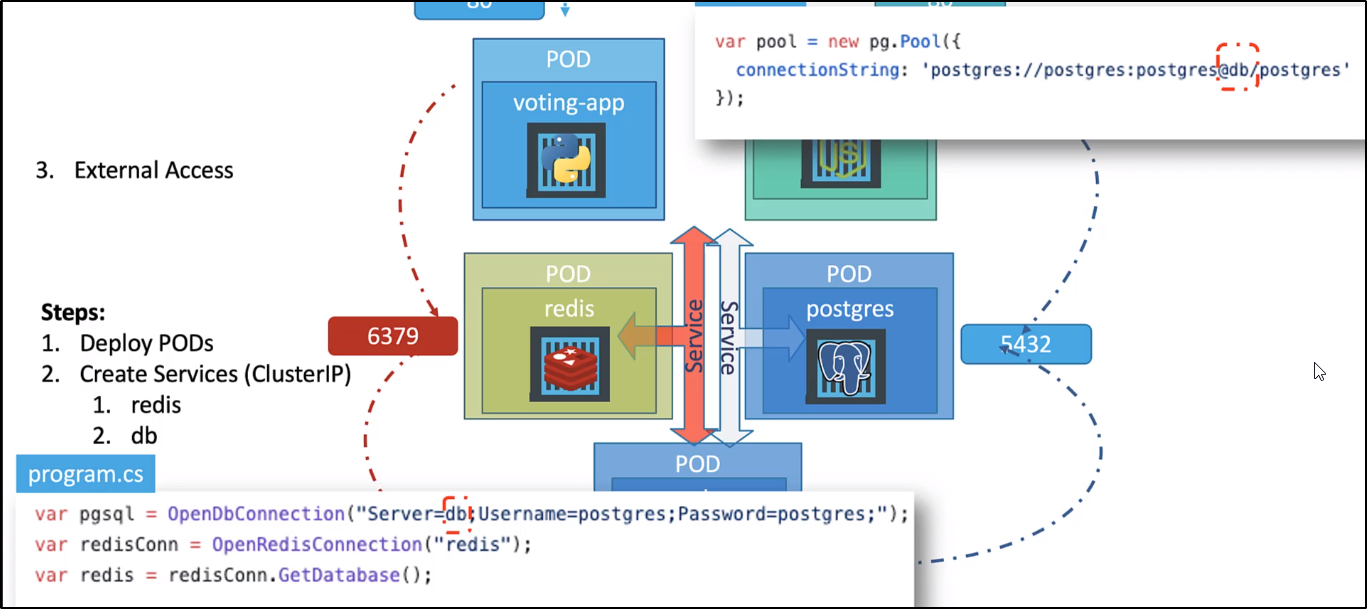 80
80
var pool = new pg.Pool({
connectionString: 'postgres://postgres:postgres@db/postgres'
});
POD
voting-app
JS
3. External Access
POD
redis
POD
postgres
Service
Service
6379
5432
Steps:
1. Deploy PODs
2. Create Services (ClusterIP)
1. redis
2. db
POD
program.cs
var pgsql = OpenDbConnection("Server=db;Username=postgres;Password=postgres;");
var redisConn = OpenRedisConnection("redis");
var redis = redisConn.GetDatabase();